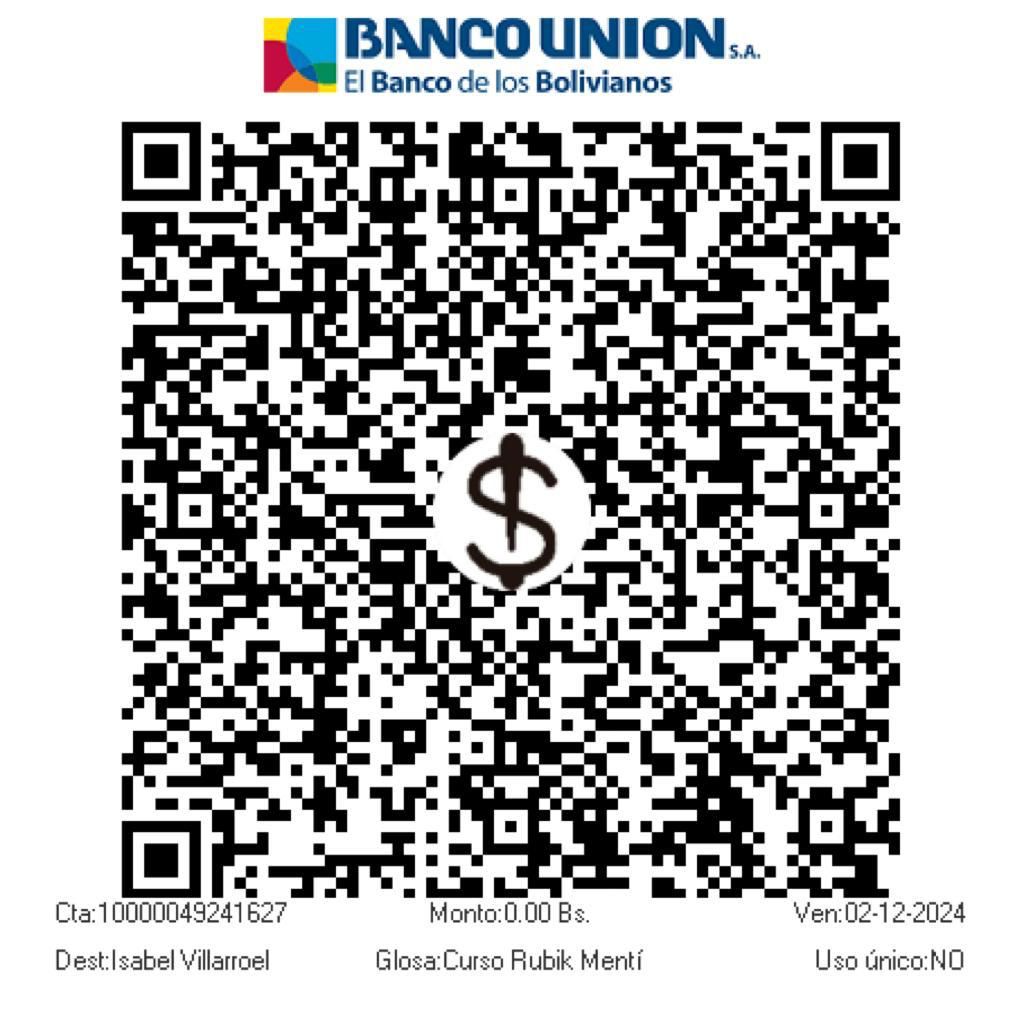 BANCO UNION S.A.
El Banco de los Bolivianos
$
Cta:10000049241627 Monto:0.00 Bs. Ven:02-12-2024
Dest:Isabel Villarroel Glosa:Curso Rubik Mentí Uso único:NO